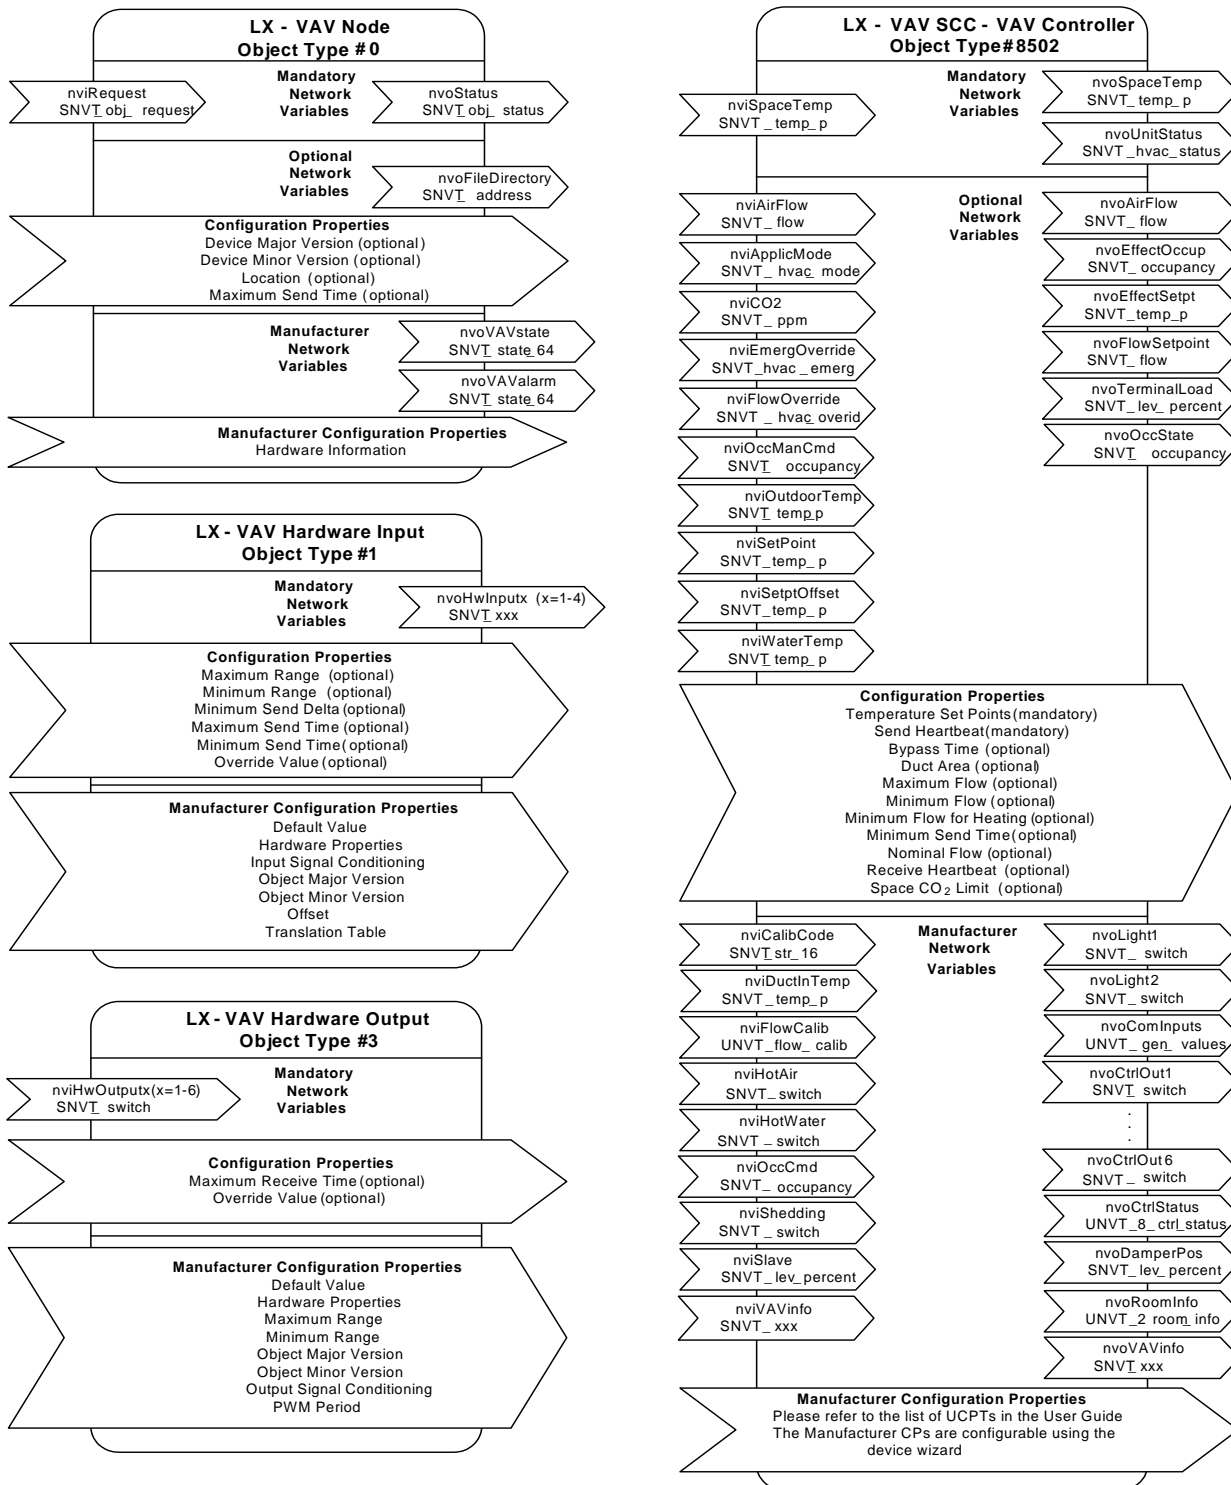 LX - VAV Node
Object Type #0
Mandatory
Network
Variables
nviRequest
SNVT_obj_request
nvoStatus
SNVT_obj_status
Optional
Network
Variables
nvoFileDirectory
SNVT_address
Configuration Properties
Device Major Version (optional)
Device Minor Version (optional)
Location (optional)
Maximum Send Time (optional)
Manufacturer
Network
Variables
nvoVAVstate
SNVT_state_64
nvoVAValarm
SNVT_state_64
Manufacturer Configuration Properties
Hardware Information
LX - VAV Hardware Input
Object Type #1
Mandatory
Network
Variables
nvoHwInputx (x=1-4)
SNVT_xxx
Configuration Properties
Maximum Range (optional)
Minimum Range (optional)
Minimum Send Delta (optional)
Maximum Send Time (optional)
Minimum Send Time (optional)
Override Value (optional)
Manufacturer Configuration Properties
Default Value
Hardware Properties
Input Signal Conditioning
Object Major Version
Object Minor Version
Offset
Translation Table
LX - VAV Hardware Output
Object Type #3
Mandatory
Network
Variables
nviHwOutputx(x=1-6)
SNVT_switch
Configuration Properties
Maximum Receive Time (optional)
Override Value (optional)
Manufacturer Configuration Properties
Default Value
Hardware Properties
Maximum Range
Minimum Range
Object Major Version
Object Minor Version
Output Signal Conditioning
PWM Period
LX - VAV SCC - VAV Controller
Object Type#8502
Mandatory
Network
Variables
nviSpaceTemp
SNVT_temp_p
nvoSpaceTemp
SNVT_temp_p
nvoUnitStatus
SNVT_hvac_status
Optional
Network
Variables
nviAirFlow
SNVT_flow
nviApplicMode
SNVT_hvac_mode
nviCO2
SNVT_ppm
nviEmergOverride
SNVT_hvac_emerg
nviFlowOverride
SNVT_hvac_overid
nviOccManCmd
SNVT_occupancy
nviOutdoorTemp
SNVT_temp_p
nviSetPoint
SNVT_temp_p
nviSetptOffset
SNVT_temp_p
nviWaterTemp
SNVT_temp_p
nvoAirFlow
SNVT_flow
nvoEffectOccup
SNVT_occupancy
nvoEffectSetpt
SNVT_temp_p
nvoFlowSetpoint
SNVT_flow
nvoTerminalLoad
SNVT_lev_percent
nvoOccState
SNVT_occupancy
Configuration Properties
Temperature Set Points(mandatory)
Send Heartbeat(mandatory)
Bypass Time (optional)
Duct Area (optional)
Maximum Flow (optional)
Minimum Flow (optional)
Minimum Flow for Heating (optional)
Minimum Send Time (optional)
Nominal Flow (optional)
Receive Heartbeat (optional)
Space CO2 Limit (optional)
Manufacturer
Network
Variables
nviCalibCode
SNVT_str_16
nviDuctInTemp
SNVT_temp_p
nviFlowCalib
UNVT_flow_calib
nviHotAir
SNVT_switch
nviHotWater
SNVT_switch
nviOccCmd
SNVT_occupancy
nviShedding
SNVT_switch
nviSlave
SNVT_lev_percent
nviVAVinfo
SNVT_xxx
nvoLight1
SNVT_switch
nvoLight2
SNVT_switch
nvoComInputs
UNVT_gen_values
nvoCtrlOut1
SNVT_switch
.
.
.
nvoCtrlOut6
SNVT_switch
nvoCtrlStatus
UNVT_8_ctrl_status
nvoDamperPos
SNVT_lev_percent
nvoRoomInfo
UNVT_2 room_info
nvoVAVinfo
SNVT_xxx
Manufacturer Configuration Properties
Please refer to the list of UCPTs in the User Guide
The Manufacturer CPs are configurable using the
device wizard